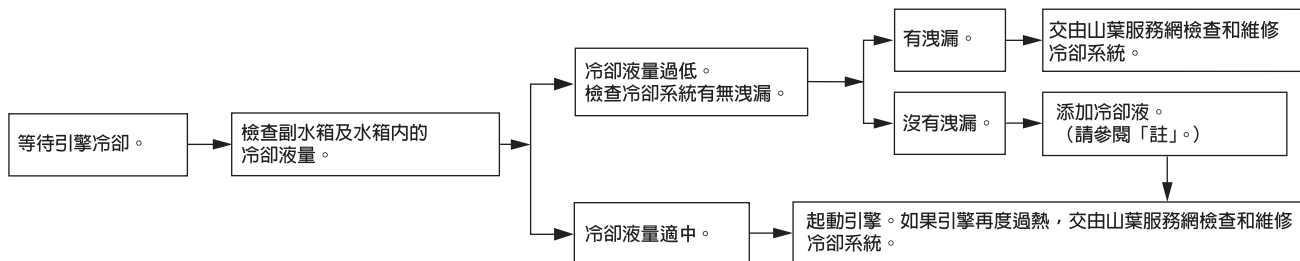 等待引擎冷卻。
檢查副水箱及水箱内的
冷卻液量。
冷卻液量過低。
檢查冷卻系統有無洩漏。
有洩漏。
交由山葉服務網檢查和維修
冷卻系統。
沒有洩漏。
添加冷卻液。
（請參閱「註」。）
冷卻液量適中。
起動引擎。如果引擎再度過熱，交由山葉服務網檢查和維修
冷卻系統。